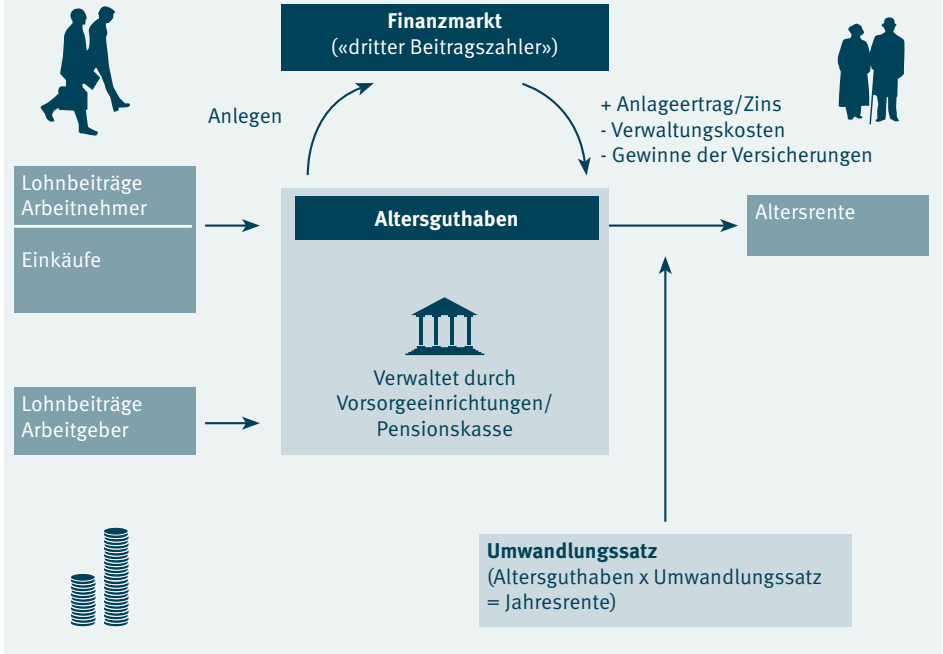 Finanzmarkt
(«dritter Beitragszahler»)
Anlegen
+ Anlageertrag/Zins
- Verwaltungskosten
- Gewinne der Versicherungen
Lohnbeiträge
Arbeitnehmer
Einkäufe
Altersguthaben
Altersrente
Verwaltet durch
Vorsorgeeinrichtungen/
Pensionskasse
Lohnbeiträge
Arbeitgeber
Umwandlungssatz
(Altersguthaben x Umwandlungssatz
= Jahresrente)